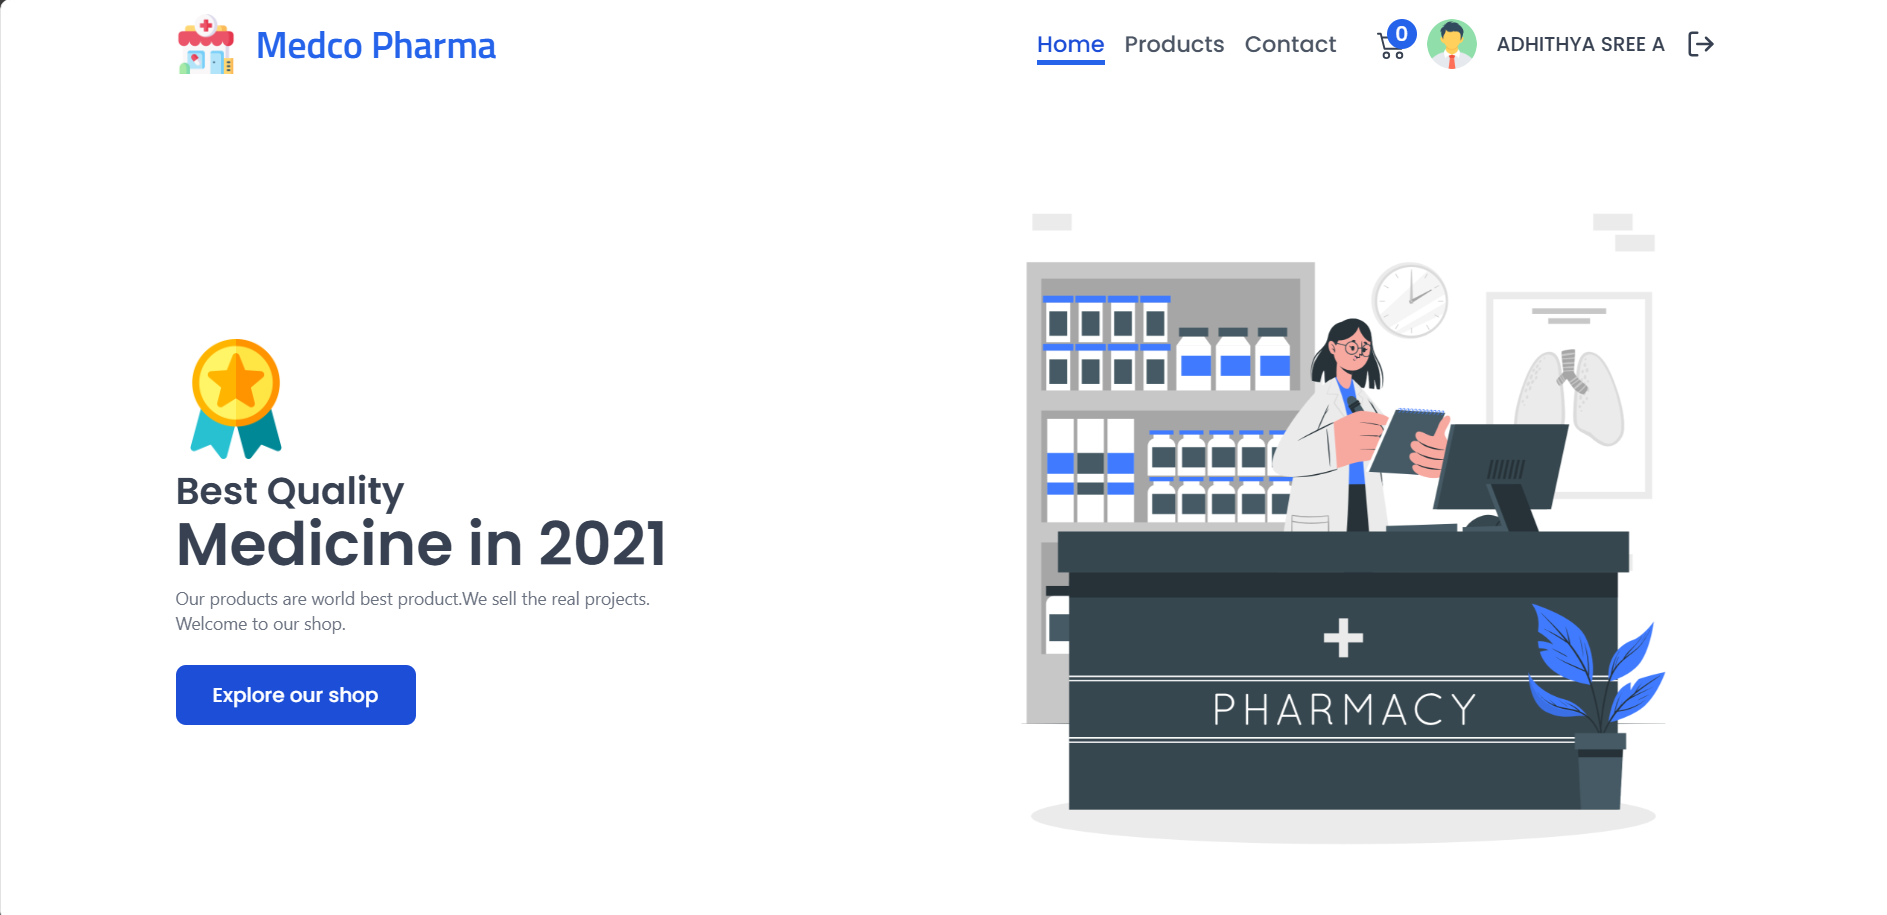 Medco Pharma
Home Products Contact 0 ADHITHYA SREE A
Best Quality
Medicine in 2021
Our products are world best product.We sell the real projects.
Welcome to our shop.
Explore our shop
PHARMACY